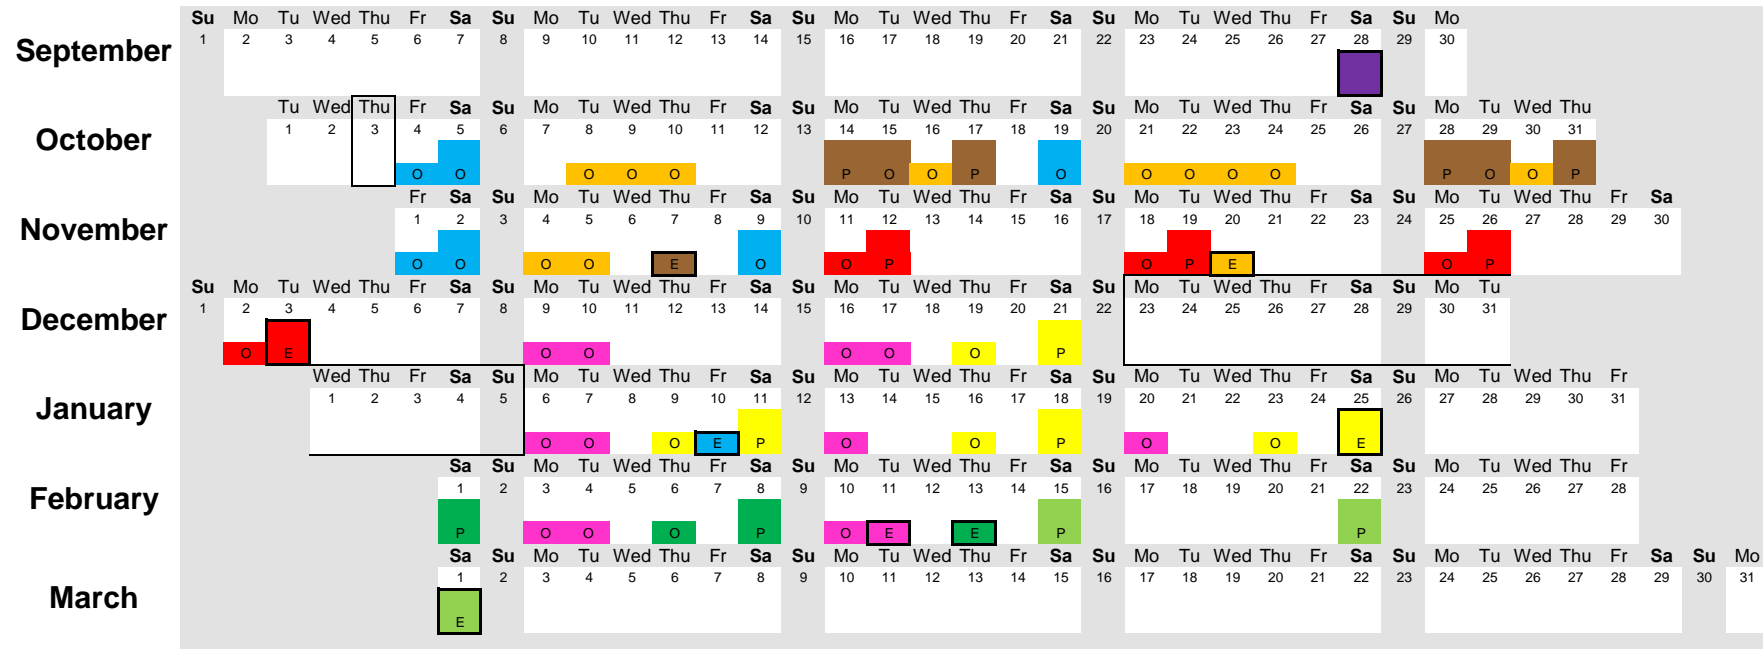 Su Mo Tu Wed Thu Fr Sa Su Mo Tu Wed Thu Fr Sa Su Mo Tu Wed Thu Fr Sa Su Mo Tu Wed Thu Fr Sa Su Mo
September 1 2 3 4 5 6 7 8 9 10 11 12 13 14 15 16 17 18 19 20 21 22 23 24 25 26 27 28 29 30
Tu Wed Thu Fr Sa Su Mo Tu Wed Thu Fr Sa Su Mo Tu Wed Thu Fr Sa Su Mo Tu Wed Thu Fr Sa Su Mo Tu Wed Thu
October 1 2 3 4 5 6 7 8 9 10 11 12 13 14 15 16 17 18 19 20 21 22 23 24 25 26 27 28 29 30 31
O O O O O P O O P O O O O O P O O P
Fr Sa Su Mo Tu Wed Thu Fr Sa Su Mo Tu Wed Thu Fr Sa Su Mo Tu Wed Thu Fr Sa Su Mo Tu Wed Thu Fr Sa
November 1 2 3 4 5 6 7 8 9 10 11 12 13 14 15 16 17 18 19 20 21 22 23 24 25 26 27 28 29 30
O O O O E O O P O P E O P
Su Mo Tu Wed Thu Fr Sa Su Mo Tu Wed Thu Fr Sa Su Mo Tu Wed Thu Fr Sa Su Mo Tu Wed Thu Fr Sa Su Mo Tu
December 1 2 3 4 5 6 7 8 9 10 11 12 13 14 15 16 17 18 19 20 21 22 23 24 25 26 27 28 29 30 31
O E O O O O O P
Wed Thu Fr Sa Su Mo Tu Wed Thu Fr Sa Su Mo Tu Wed Thu Fr Sa Su Mo Tu Wed Thu Fr Sa Su Mo Tu Wed Thu Fr
January 1 2 3 4 5 6 7 8 9 10 11 12 13 14 15 16 17 18 19 20 21 22 23 24 25 26 27 28 29 30 31
O O O E P O O P O O E
Sa Su Mo Tu Wed Thu Fr Sa Su Mo Tu Wed Thu Fr Sa Su Mo Tu Wed Thu Fr Sa Su Mo Tu Wed Thu Fr
February 1 2 3 4 5 6 7 8 9 10 11 12 13 14 15 16 17 18 19 20 21 22 23 24 25 26 27 28
P O O O P O E E P P
Sa Su Mo Tu Wed Thu Fr Sa Su Mo Tu Wed Thu Fr Sa Su Mo Tu Wed Thu Fr Sa Su Mo Tu Wed Thu Fr Sa Su Mo
March 1 2 3 4 5 6 7 8 9 10 11 12 13 14 15 16 17 18 19 20 21 22 23 24 25 26 27 28 29 30 31
E